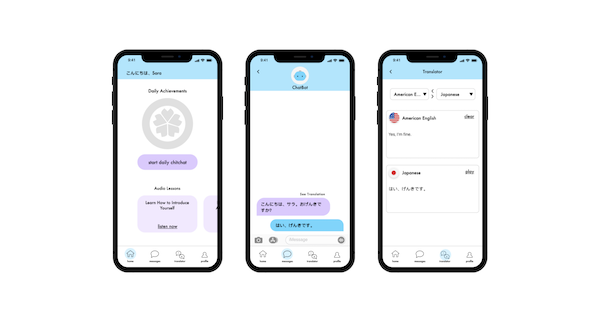 9:41
こんにちは、Sara
Daily Achievements
start daily chitchat
Audio Lessons
Learn How to Introduce
Yourself
listen now
home
messages
translator
profile
9:41
ChatBot
See Translation
こんにちは、サラ、おげんきで
すか?
はい、げんきです。
iMessage
home
messages
translator
profile
9:41
Translator
American E...
Japanese
American English
clear
Yes, I'm fine.
Japanese
play
はい、げんきです。
home
messages
translator
profile